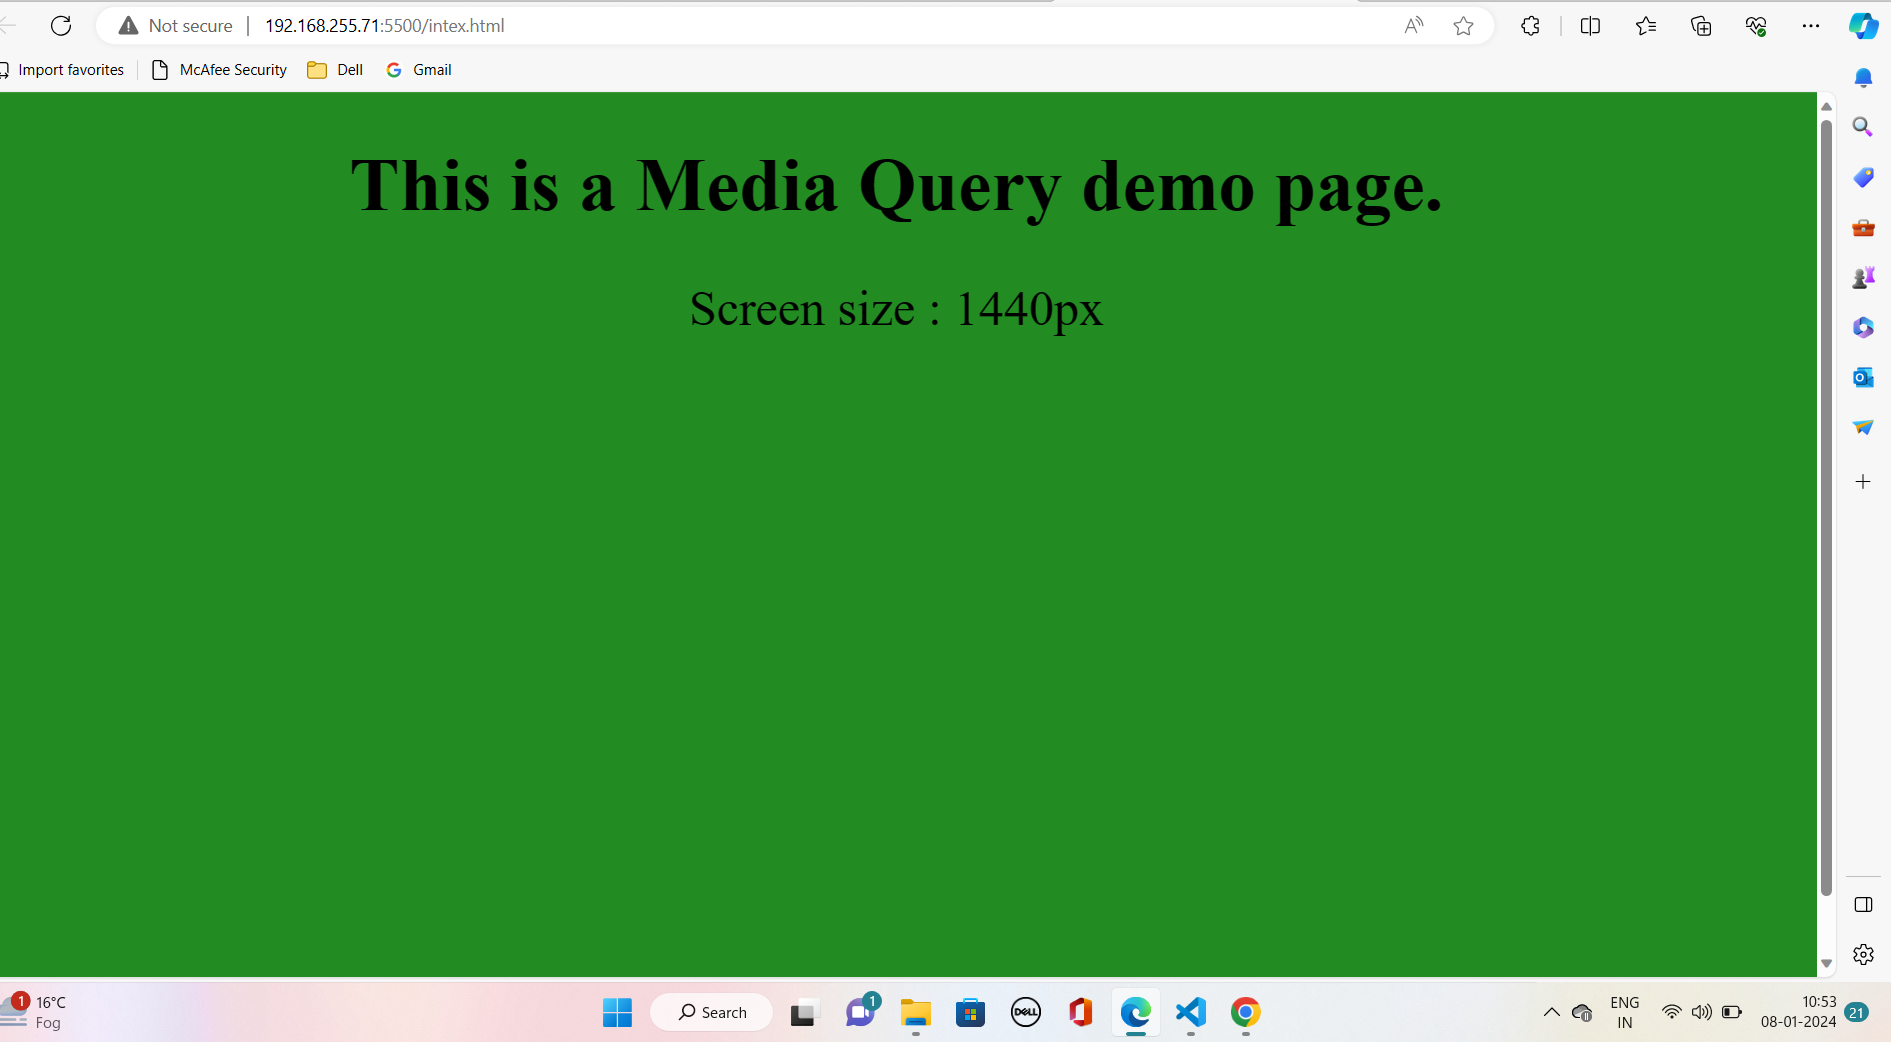 Not secure 192.168.255.71:5500/intex.html
Import favorites McAfee Security Dell Gmail
This is a Media Query demo page.
Screen size : 1440px
1 16°C
Fog
Search
1
DELL
ENG
IN
10:53
08-01-2024
21